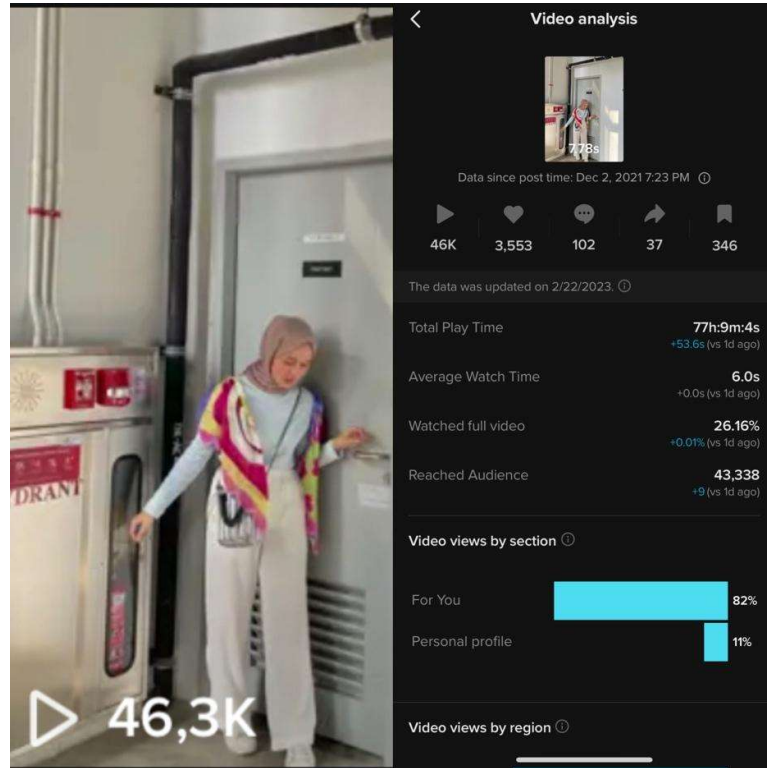 DRANT
46,3K
Video analysis
7,78s
Data since post time: Dec 2, 2021 7:23 PM
46K 3,553 102 37 346
The data was updated on 2/22/2023.
Total Play Time 77h:9m:4s
+53.6s (vs 1d ago)
Average Watch Time 6.0s
+0.0s (vs 1d ago)
Watched full video 26.16%
+0.01% (vs 1d ago)
Reached Audience 43,338
+9 (vs 1d ago)
Video views by section
For You 82%
Personal profile 11%
Video views by region